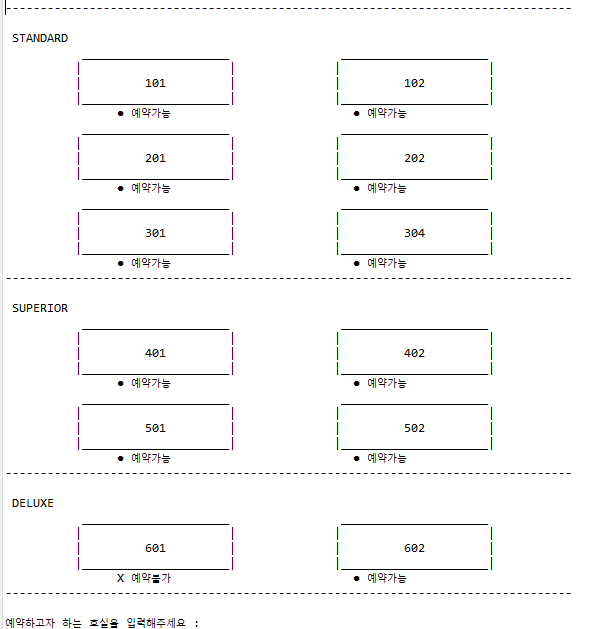 STANDARD
101 102
● 예약가능 ● 예약가능
201 202
● 예약가능 ● 예약가능
301 304
● 예약가능 ● 예약가능
SUPERIOR
401 402
● 예약가능 ● 예약가능
501 502
● 예약가능 ● 예약가능
DELUXE
601 602
X 예약불가 ● 예약가능
예약하고자 하는 호실을 입력해주세요 :